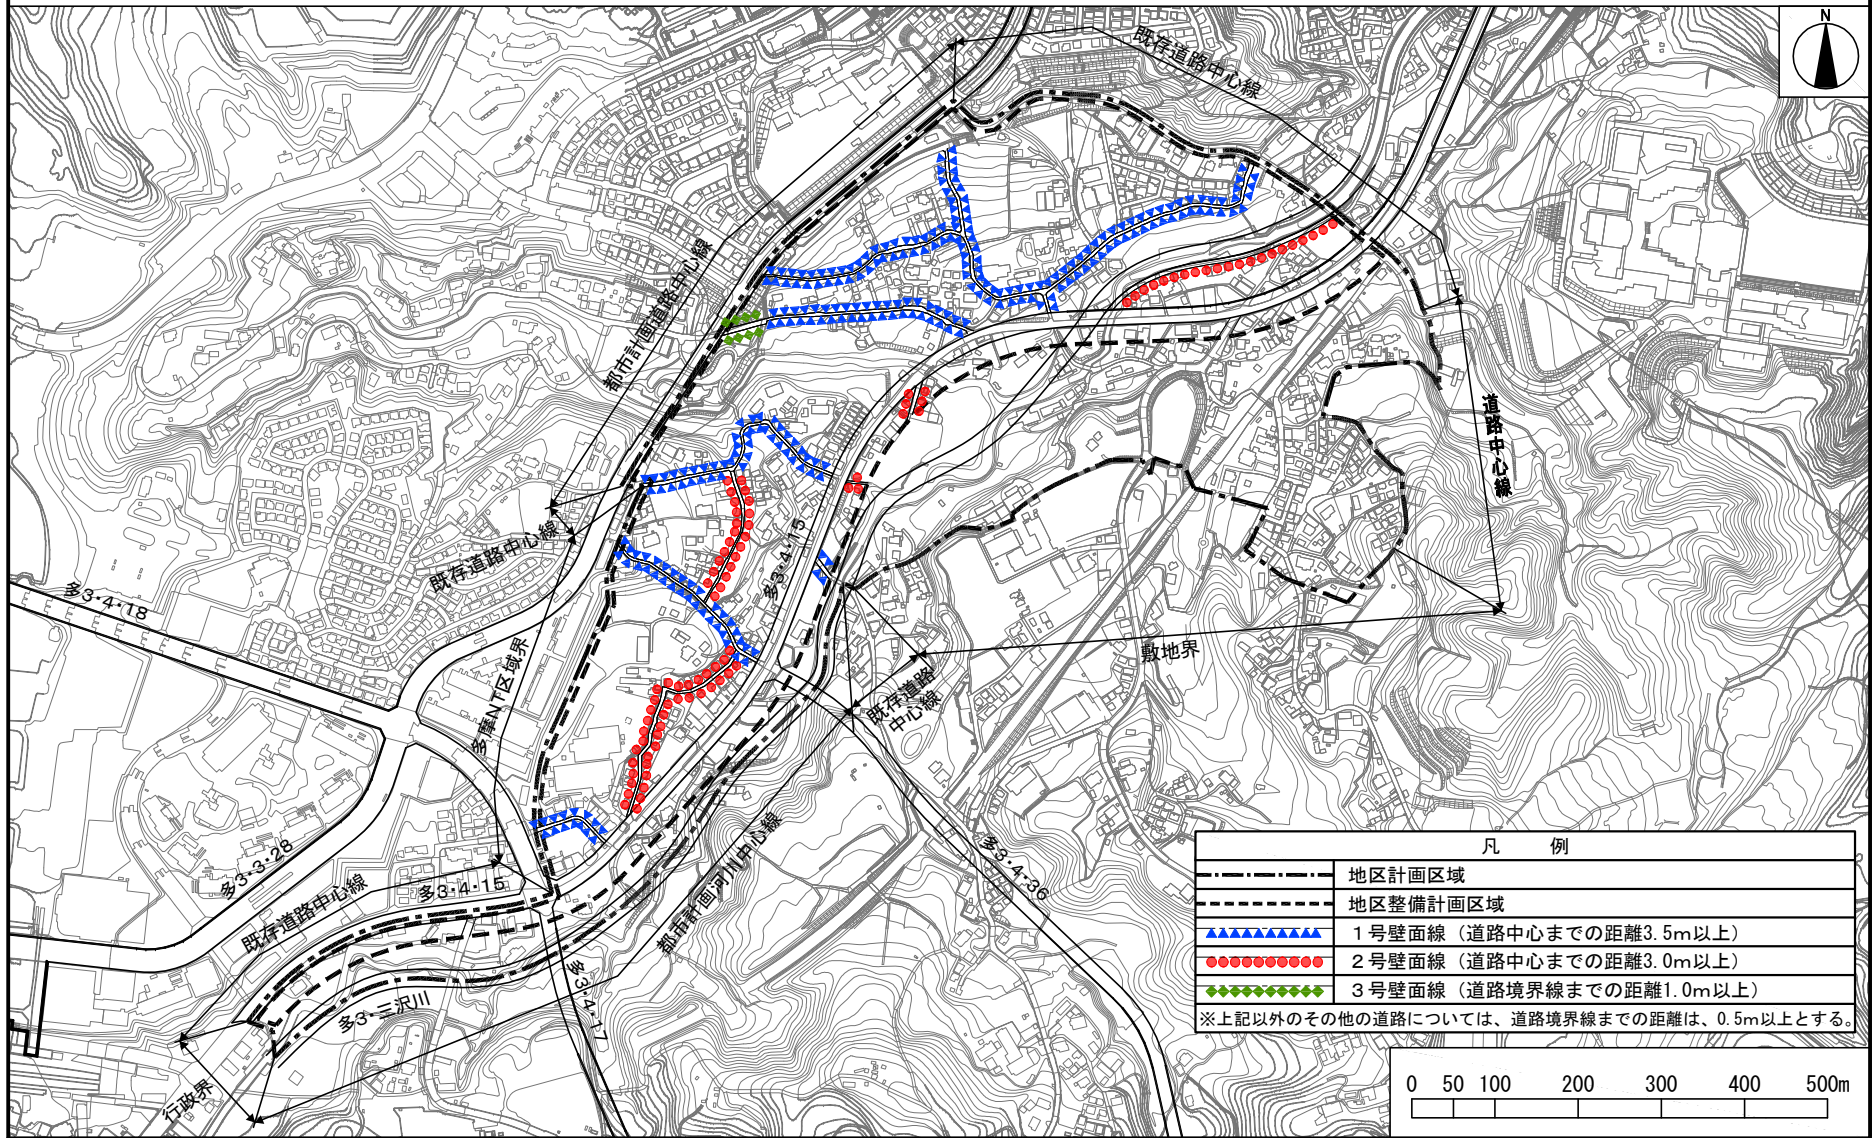 N
既存道路中心線
都市計画道路中心線
道路中心線
既存道路中心線
多3・4・15
多3・4・18
敷地界
既存道路
中心線
多摩NT区域界
多3・4・36
多3・3・28
多3・4・15
既存道路中心線
都市計画河川中心線
多3・4・17
多3・三沢川
行政界
凡　例
地区計画区域
地区整備計画区域
1号壁面線（道路中心までの距離3.5m以上）
2号壁面線（道路中心までの距離3.0m以上）
3号壁面線（道路境界線までの距離1.0m以上）
※上記以外のその他の道路については、道路境界線までの距離は、0.5m以上とする。
0 50 100 200 300 400 500m